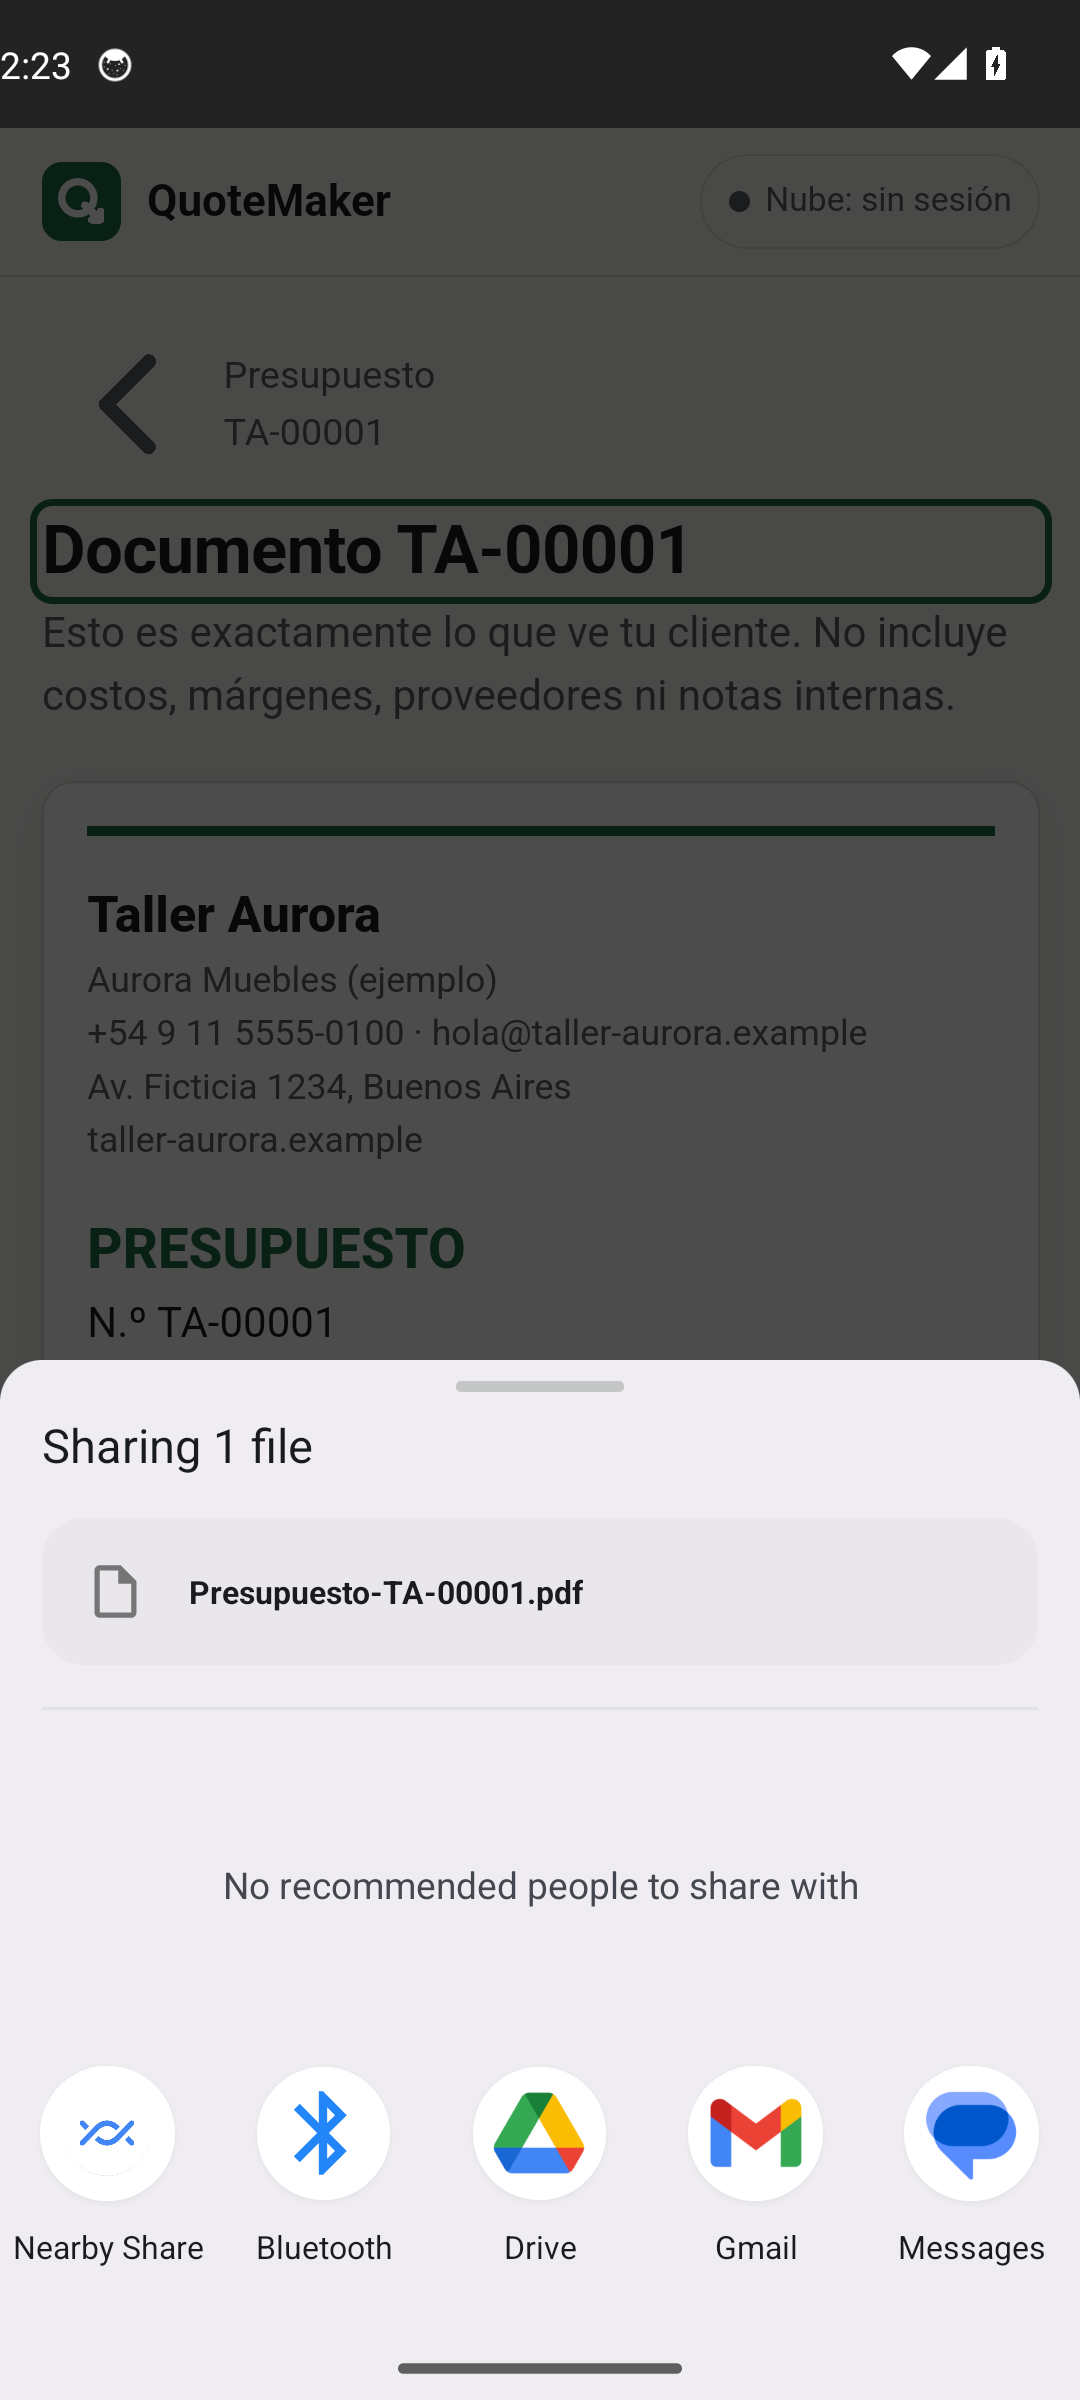 2:23
QuoteMaker
Nube: sin sesión
Presupuesto
TA-00001
Documento TA-00001
Esto es exactamente lo que ve tu cliente. No incluye
costos, márgenes, proveedores ni notas internas.
Taller Aurora
Aurora Muebles (ejemplo)
+54 9 11 5555-0100 · hola@taller-aurora.example
Av. Ficticia 1234, Buenos Aires
taller-aurora.example
PRESUPUESTO
N.º TA-00001
Sharing 1 file
Presupuesto-TA-00001.pdf
No recommended people to share with
Nearby Share
Bluetooth
Drive
Gmail
Messages